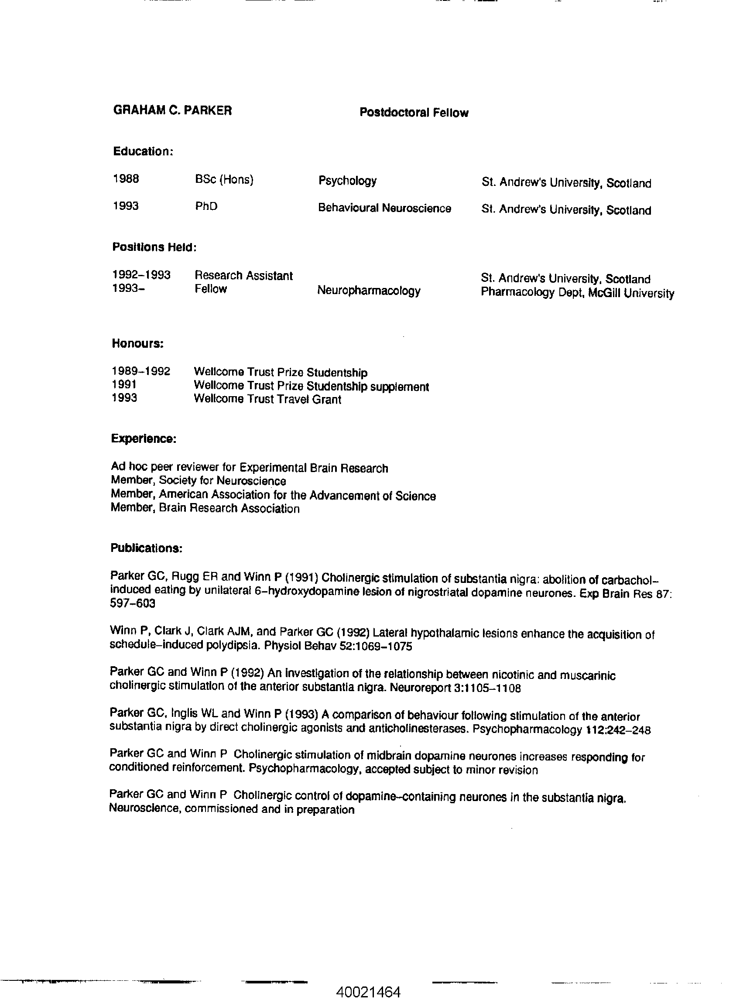 GRAHAM C. PARKER Postdoctoral Fellow
Education:
1988 BSc (Hons) Psychology St. Andrew's University, Scotland
1993 PhD Behavioural Neuroscience St. Andrew's University, Scotland
Positions Held:
1992–1993 Research Assistant St. Andrew's University, Scotland
1993– Fellow Neuropharmacology Pharmacology Dept, McGill University
Honours:
1989–1992 Wellcome Trust Prize Studentship
1991 Wellcome Trust Prize Studentship supplement
1993 Wellcome Trust Travel Grant
Experience:
Ad hoc peer reviewer for Experimental Brain Research
Member, Society for Neuroscience
Member, American Association for the Advancement of Science
Member, Brain Research Association
Publications:
Parker GC, Rugg ER and Winn P (1991) Cholinergic stimulation of substantia nigra: abolition of carbachol–
induced eating by unilateral 6–hydroxydopamine lesion of nigrostriatal dopamine neurones. Exp Brain Res 87:
597–603
Winn P, Clark J, Clark AJM, and Parker GC (1992) Lateral hypothalamic lesions enhance the acquisition of
schedule–induced polydipsia. Physiol Behav 52:1069–1075
Parker GC and Winn P (1992) An investigation of the relationship between nicotinic and muscarinic
cholinergic stimulation of the anterior substantia nigra. Neuroreport 3:1105–1108
Parker GC, Inglis WL and Winn P (1993) A comparison of behaviour following stimulation of the anterior
substantia nigra by direct cholinergic agonists and anticholinesterases. Psychopharmacology 112:242–248
Parker GC and Winn P Cholinergic stimulation of midbrain dopamine neurones increases responding for
conditioned reinforcement. Psychopharmacology, accepted subject to minor revision
Parker GC and Winn P Cholinergic control of dopamine–containing neurones in the substantia nigra.
Neuroscience, commissioned and in preparation
40021464